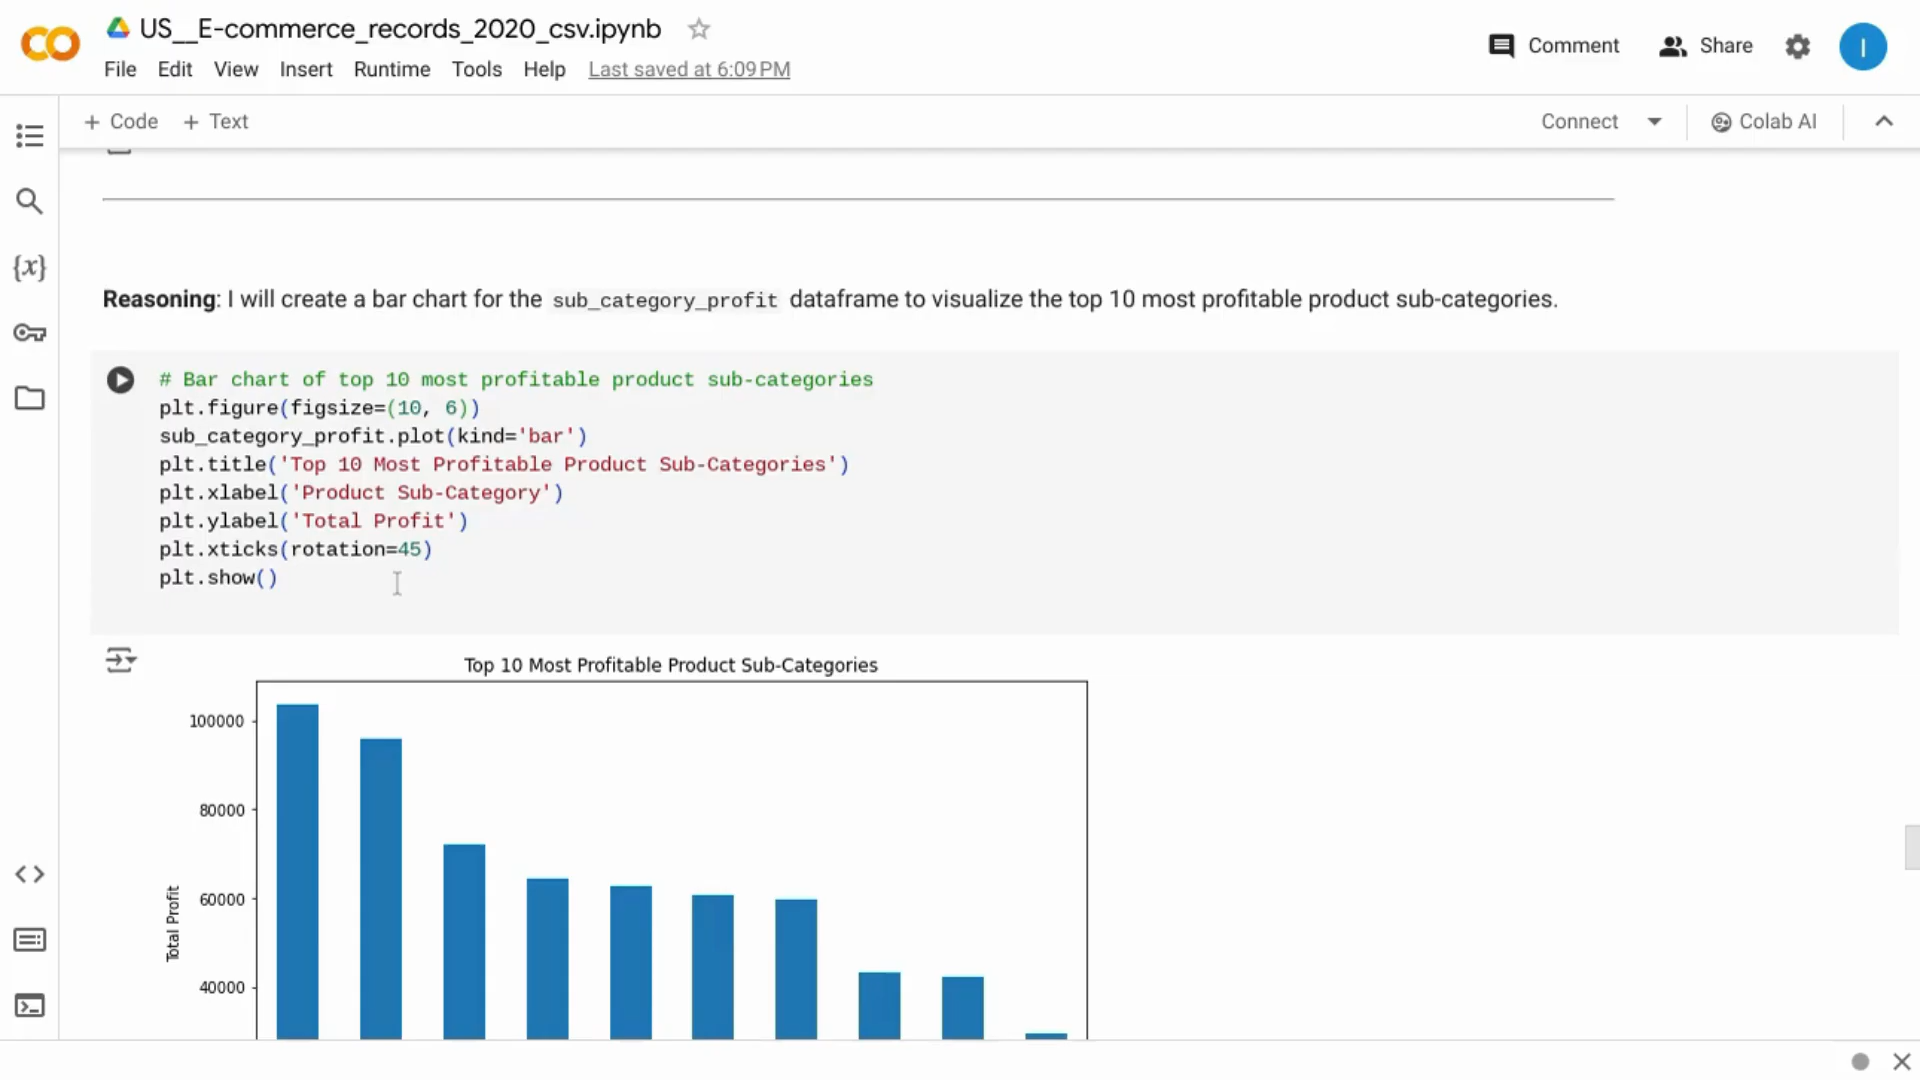 US__E-commerce_records_2020_csv.ipynb
File Edit View Insert Runtime Tools Help Last saved at 6:09 PM
Comment Share I
+ Code + Text Connect Colab AI
{x}
Reasoning: I will create a bar chart for the sub_category_profit dataframe to visualize the top 10 most profitable product sub-categories.
# Bar chart of top 10 most profitable product sub-categories
plt.figure(figsize=(10, 6))
sub_category_profit.plot(kind='bar')
plt.title('Top 10 Most Profitable Product Sub-Categories')
plt.xlabel('Product Sub-Category')
plt.ylabel('Total Profit')
plt.xticks(rotation=45)
plt.show()
Top 10 Most Profitable Product Sub-Categories
100000
80000
60000
40000
Total Profit